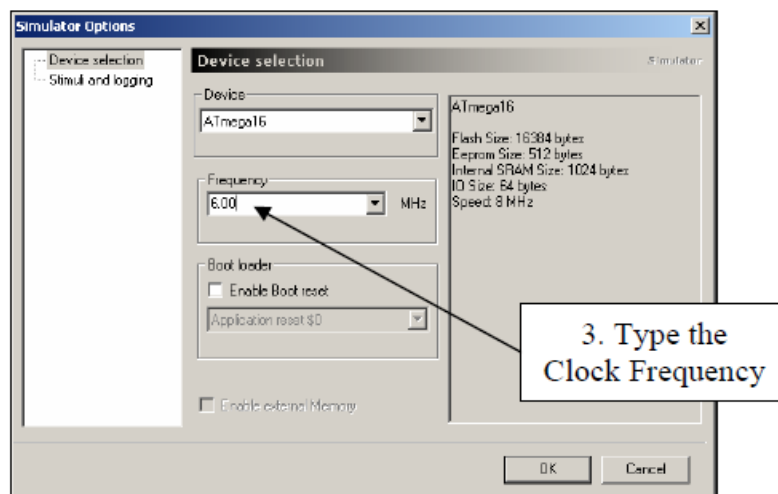 Simulator Options
Device selection
Stimuli and logging
Device selection
Simulator
Device
ATmega16
Frequency
6.00
MHz
Boot loader
Enable Boot reset
Application reset $0
Enable external Memory
ATmega16
Flash Size: 16384 bytes
Eeprom Size: 512 bytes
Internal SRAM Size: 1024 bytes
IO Size: 64 bytes
Speed: 8 MHz
3. Type the
Clock Frequency
OK
Cancel